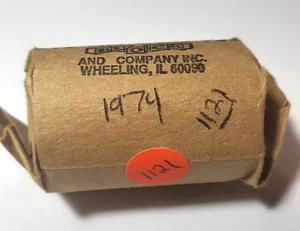 AND COMPANY INC.
WHEELING, IL 60090
1974
1121
1121